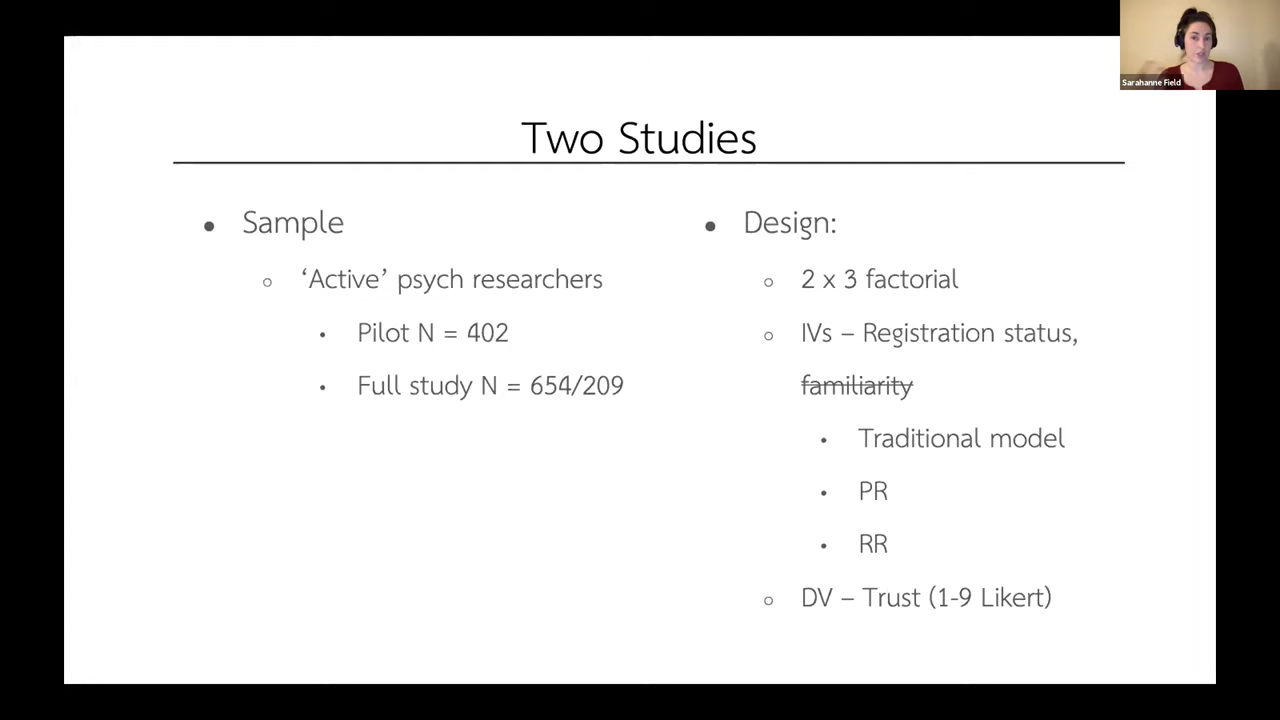 Sarahanne Field
Two Studies
• Sample
○ ‘Active’ psych researchers
• Pilot N = 402
• Full study N = 654/209
• Design:
○ 2 x 3 factorial
○ IVs – Registration status,
familiarity
• Traditional model
• PR
• RR
○ DV – Trust (1-9 Likert)